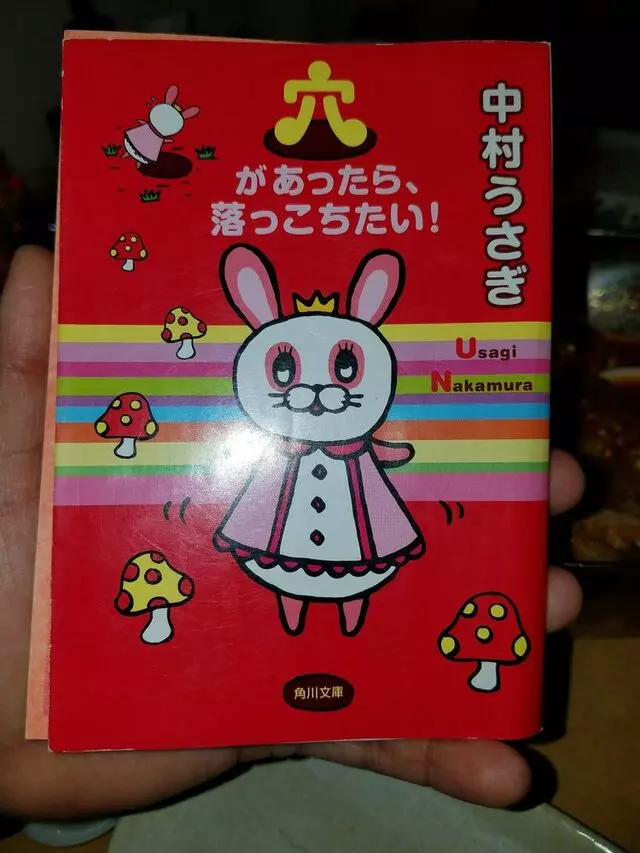 穴
があったら、
落っこちたい!
中村うさぎ
Usagi
Nakamura
角川文庫